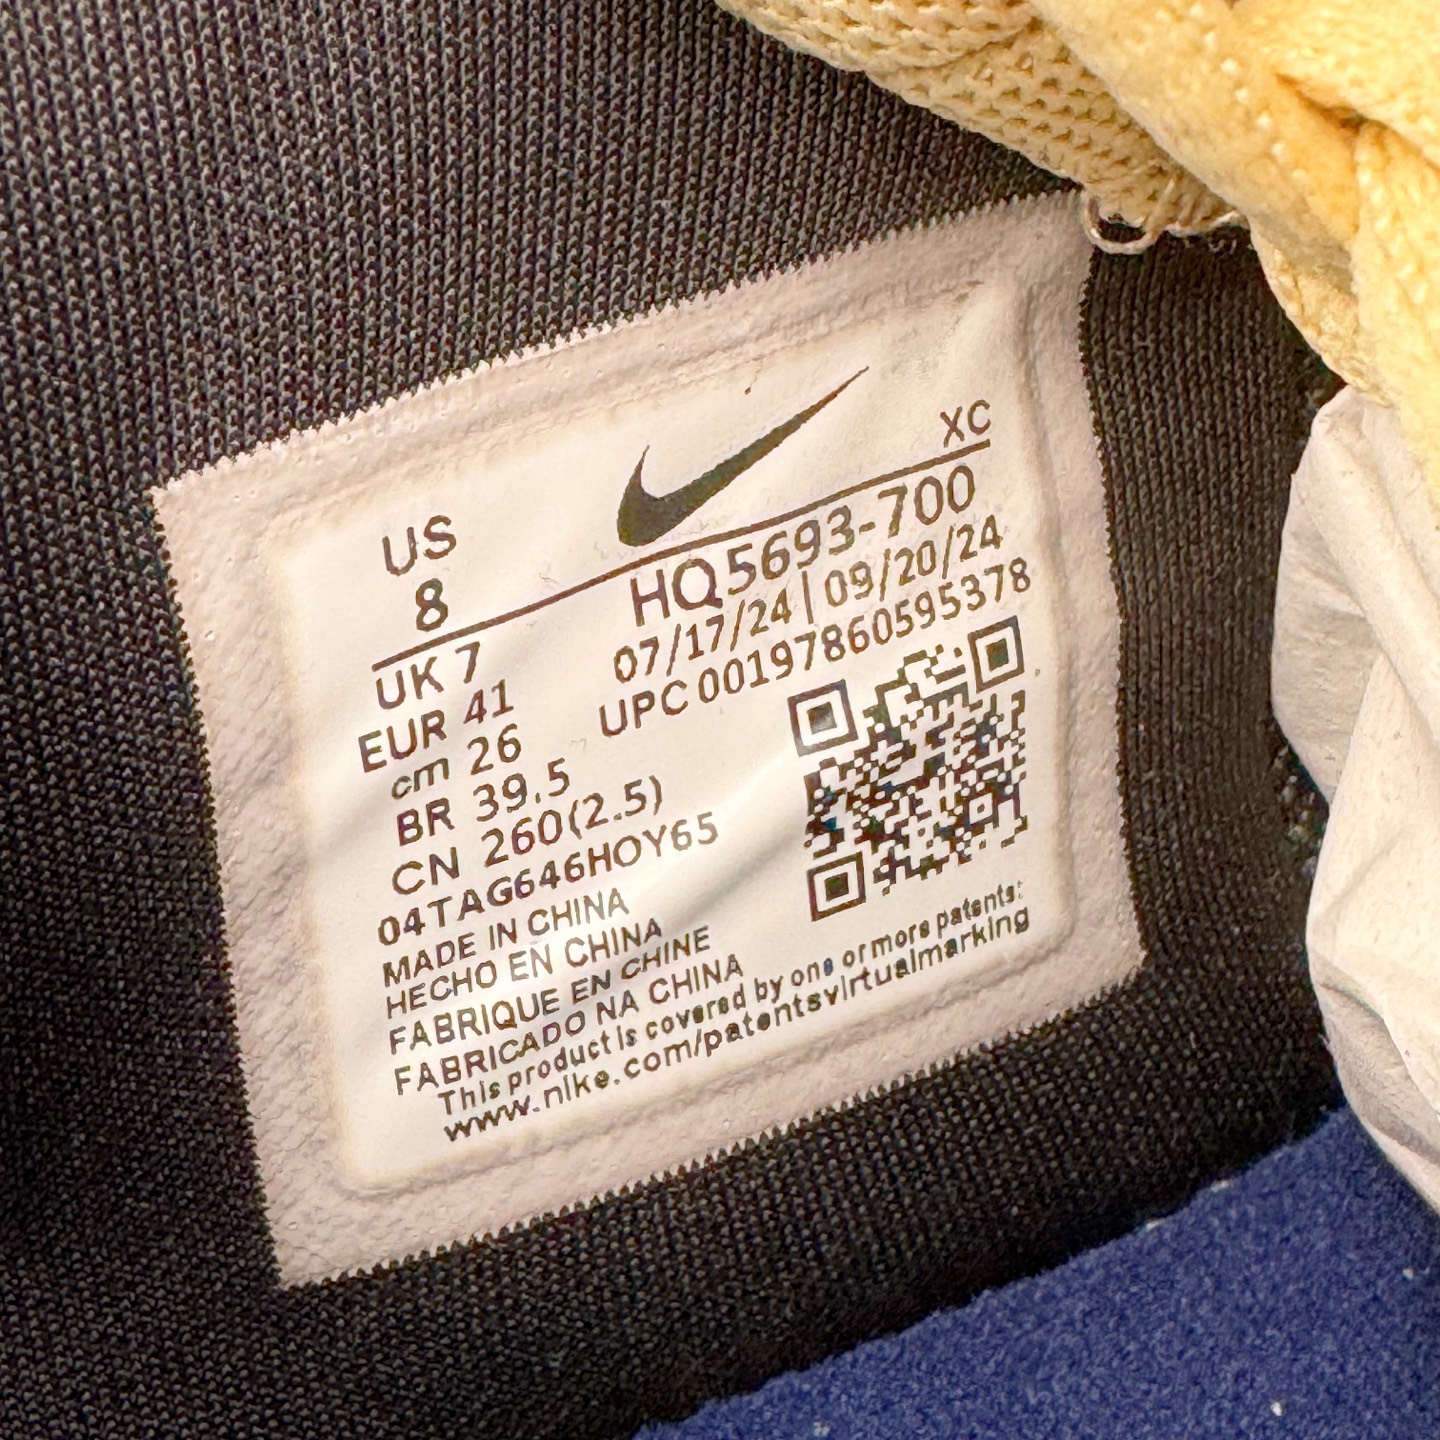 XC
US
8
HQ5693-700
07/17/24 | 09/20/24
UPC 00197860595378
UK 7
EUR 41
cm 26
BR 39.5
CN 260(2.5)
04TAG646HOY65
MADE IN CHINA
HECHO EN CHINA
FABRIQUE EN CHINE
FABRICADO NA CHINA
This product is covered by one or more patents:
www.nike.com/patentsvirtualmarking